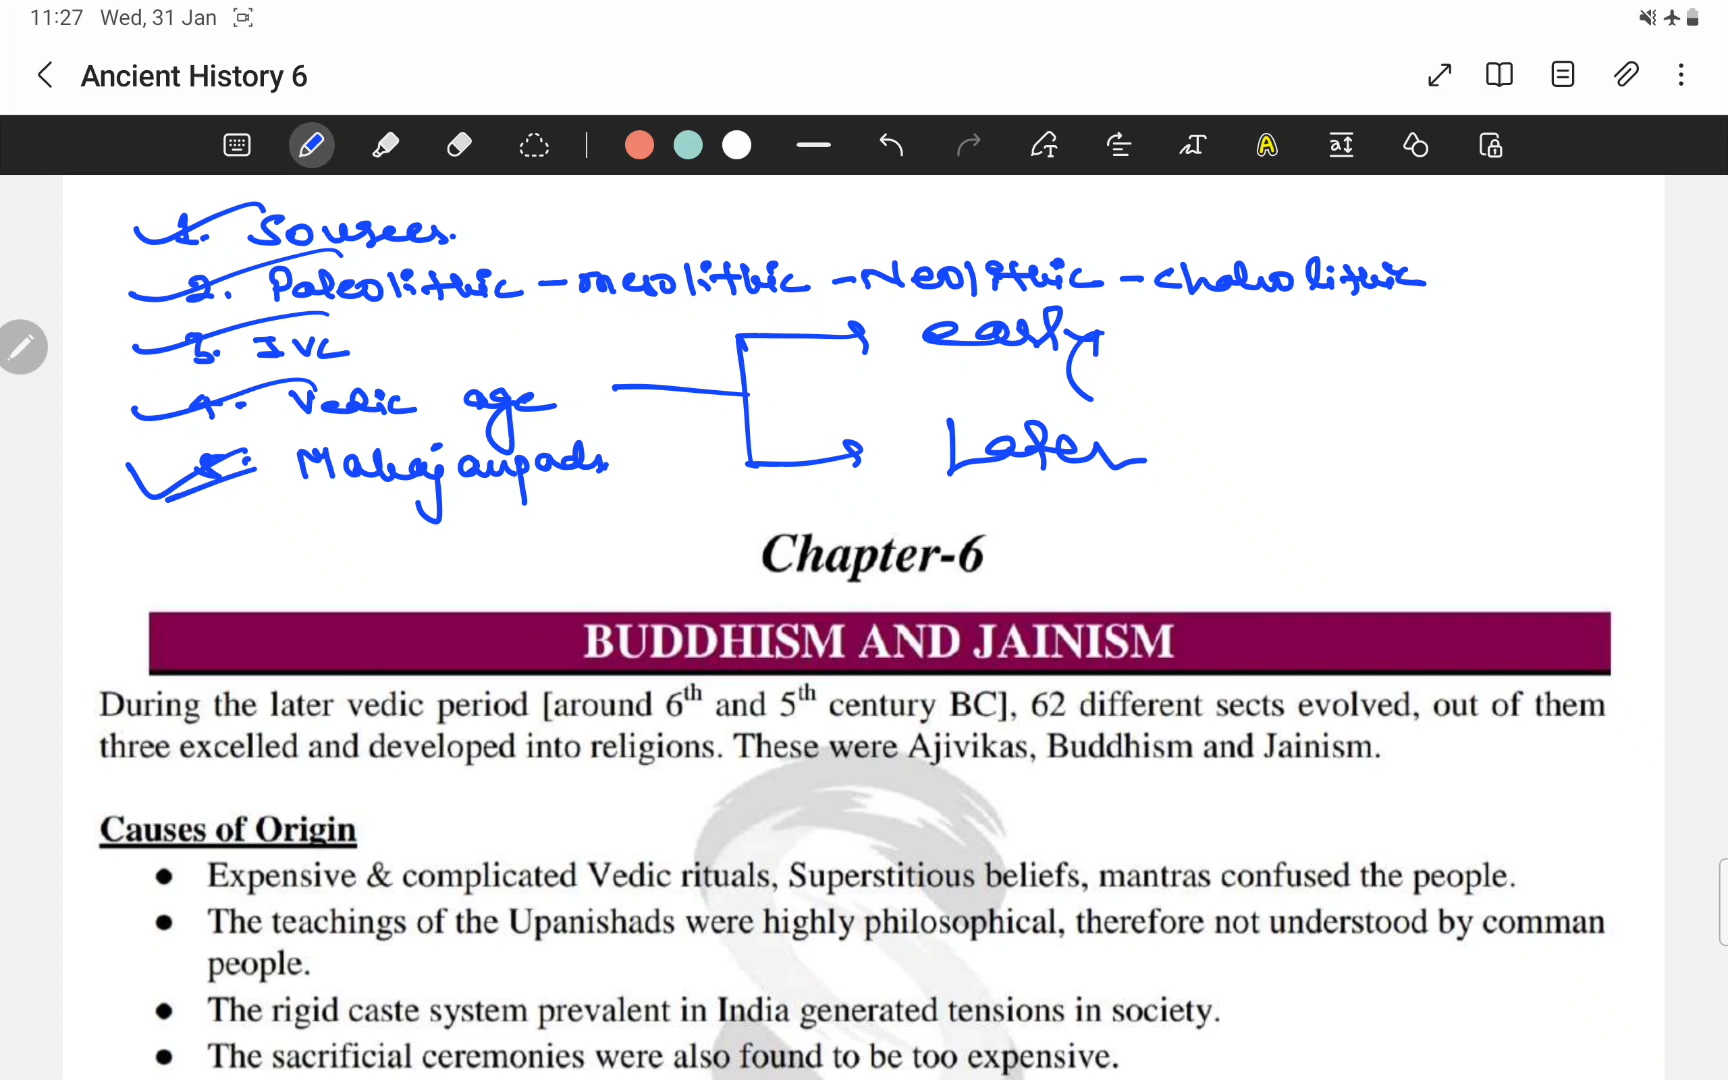 11:27 Wed, 31 Jan
Ancient History 6
1. Sources.
2. Paleolithic - mesolithic - Neolithic - chalcolithic
3. IVC
early
4. Vedic age
Later
5. Mahajanpads
Chapter-6
BUDDHISM AND JAINISM
During the later vedic period [around 6th and 5th century BC], 62 different sects evolved, out of them
three excelled and developed into religions. These were Ajivikas, Buddhism and Jainism.
Causes of Origin
● Expensive & complicated Vedic rituals, Superstitious beliefs, mantras confused the people.
● The teachings of the Upanishads were highly philosophical, therefore not understood by comman
people.
● The rigid caste system prevalent in India generated tensions in society.
● The sacrificial ceremonies were also found to be too expensive.